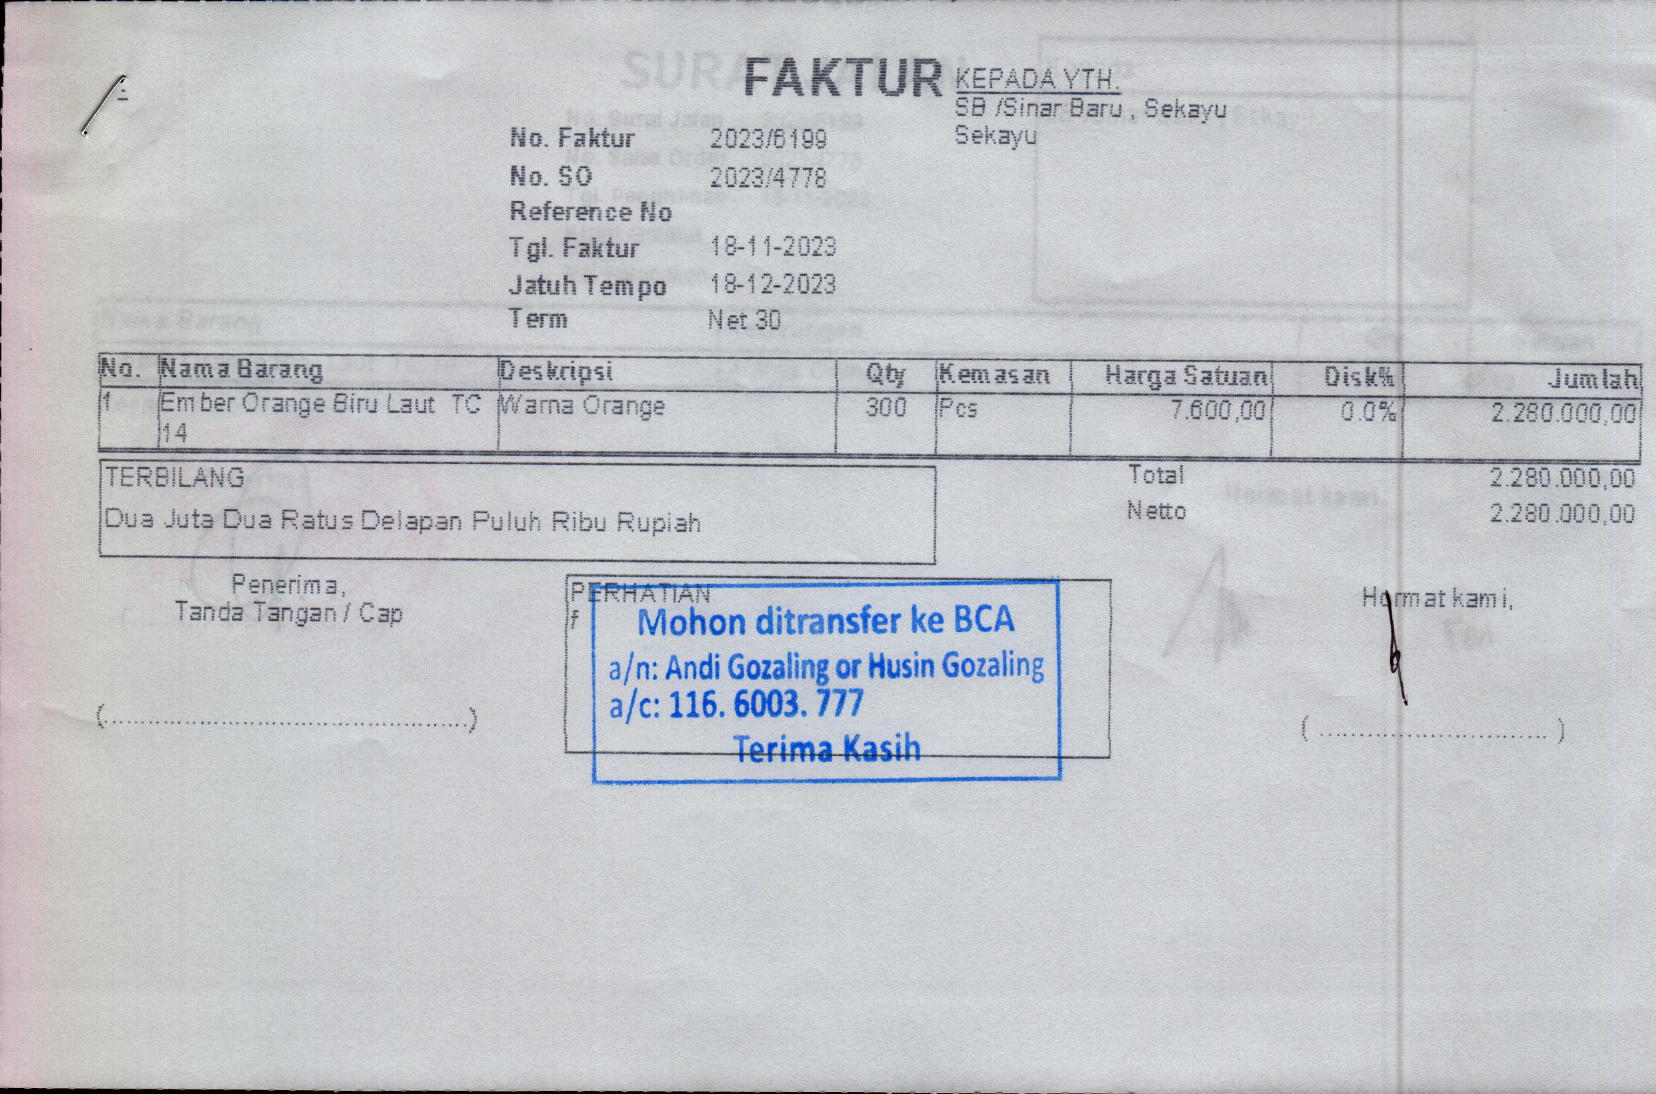 FAKTUR
KEPADA YTH.
SB /Sinar Baru , Sekayu
Sekayu
No. Faktur 2023/6199
No. SO 2023/4778
Reference No
Tgl. Faktur 18-11-2023
Jatuh Tempo 18-12-2023
Term Net 30
No. Nama Barang Deskripsi Qty Kemasan Harga Satuan Disk% Jumlah
1 Ember Orange Biru Laut TC Warna Orange 300 Pcs 7.600,00 0.0% 2.280.000,00
14
TERBILANG
Dua Juta Dua Ratus Delapan Puluh Ribu Rupiah
Total 2.280.000,00
Netto 2.280.000,00
Penerima,
Tanda Tangan / Cap
(................................................)
PERHATIAN
f
Mohon ditransfer ke BCA
a/n: Andi Gozaling or Husin Gozaling
a/c: 116. 6003. 777
Terima Kasih
Hormat kami,
( .............................. )